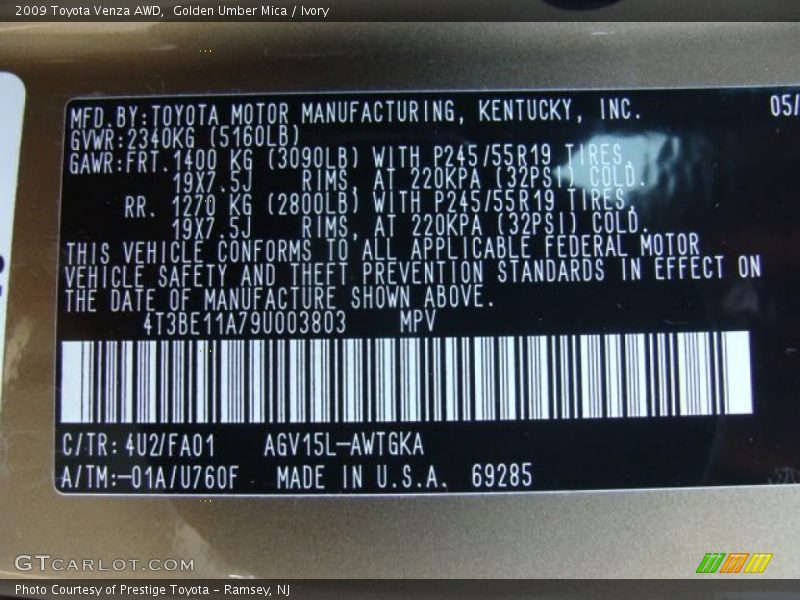 2009 Toyota Venza AWD, Golden Umber Mica / Ivory
MFD. BY:TOYOTA MOTOR MANUFACTURING, KENTUCKY, INC. 05/
GVWR:2340KG (5160LB)
GAWR:FRT.1400 KG (3090LB) WITH P245/55R19 TIRES,
19X7.5J RIMS, AT 220KPA (32PSI) COLD.
RR. 1270 KG (2800LB) WITH P245/55R19 TIRES,
19X7.5J RIMS, AT 220KPA (32PSI) COLD.
THIS VEHICLE CONFORMS TO ALL APPLICABLE FEDERAL MOTOR
VEHICLE SAFETY AND THEFT PREVENTION STANDARDS IN EFFECT ON
THE DATE OF MANUFACTURE SHOWN ABOVE.
4T3BE11A79U003803 MPV
C/TR:4U2/FA01 AGV15L-AWTGKA
A/TM:-01A/U760F MADE IN U.S.A. 69285
GTCARLOT.COM
Photo Courtesy of Prestige Toyota - Ramsey, NJ